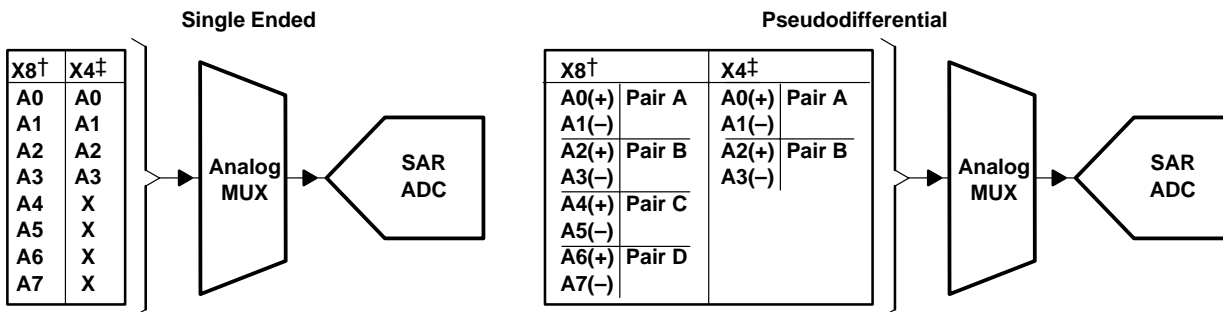 Single Ended
X8† X4‡
A0 A0
A1 A1
A2 A2
A3 A3
A4 X
A5 X
A6 X
A7 X
Analog
MUX
SAR
ADC
Pseudodifferential
X8† X4‡
A0(+) Pair A A0(+) Pair A
A1(–) A1(–)
A2(+) Pair B A2(+) Pair B
A3(–) A3(–)
A4(+) Pair C
A5(–)
A6(+) Pair D
A7(–)
Analog
MUX
SAR
ADC